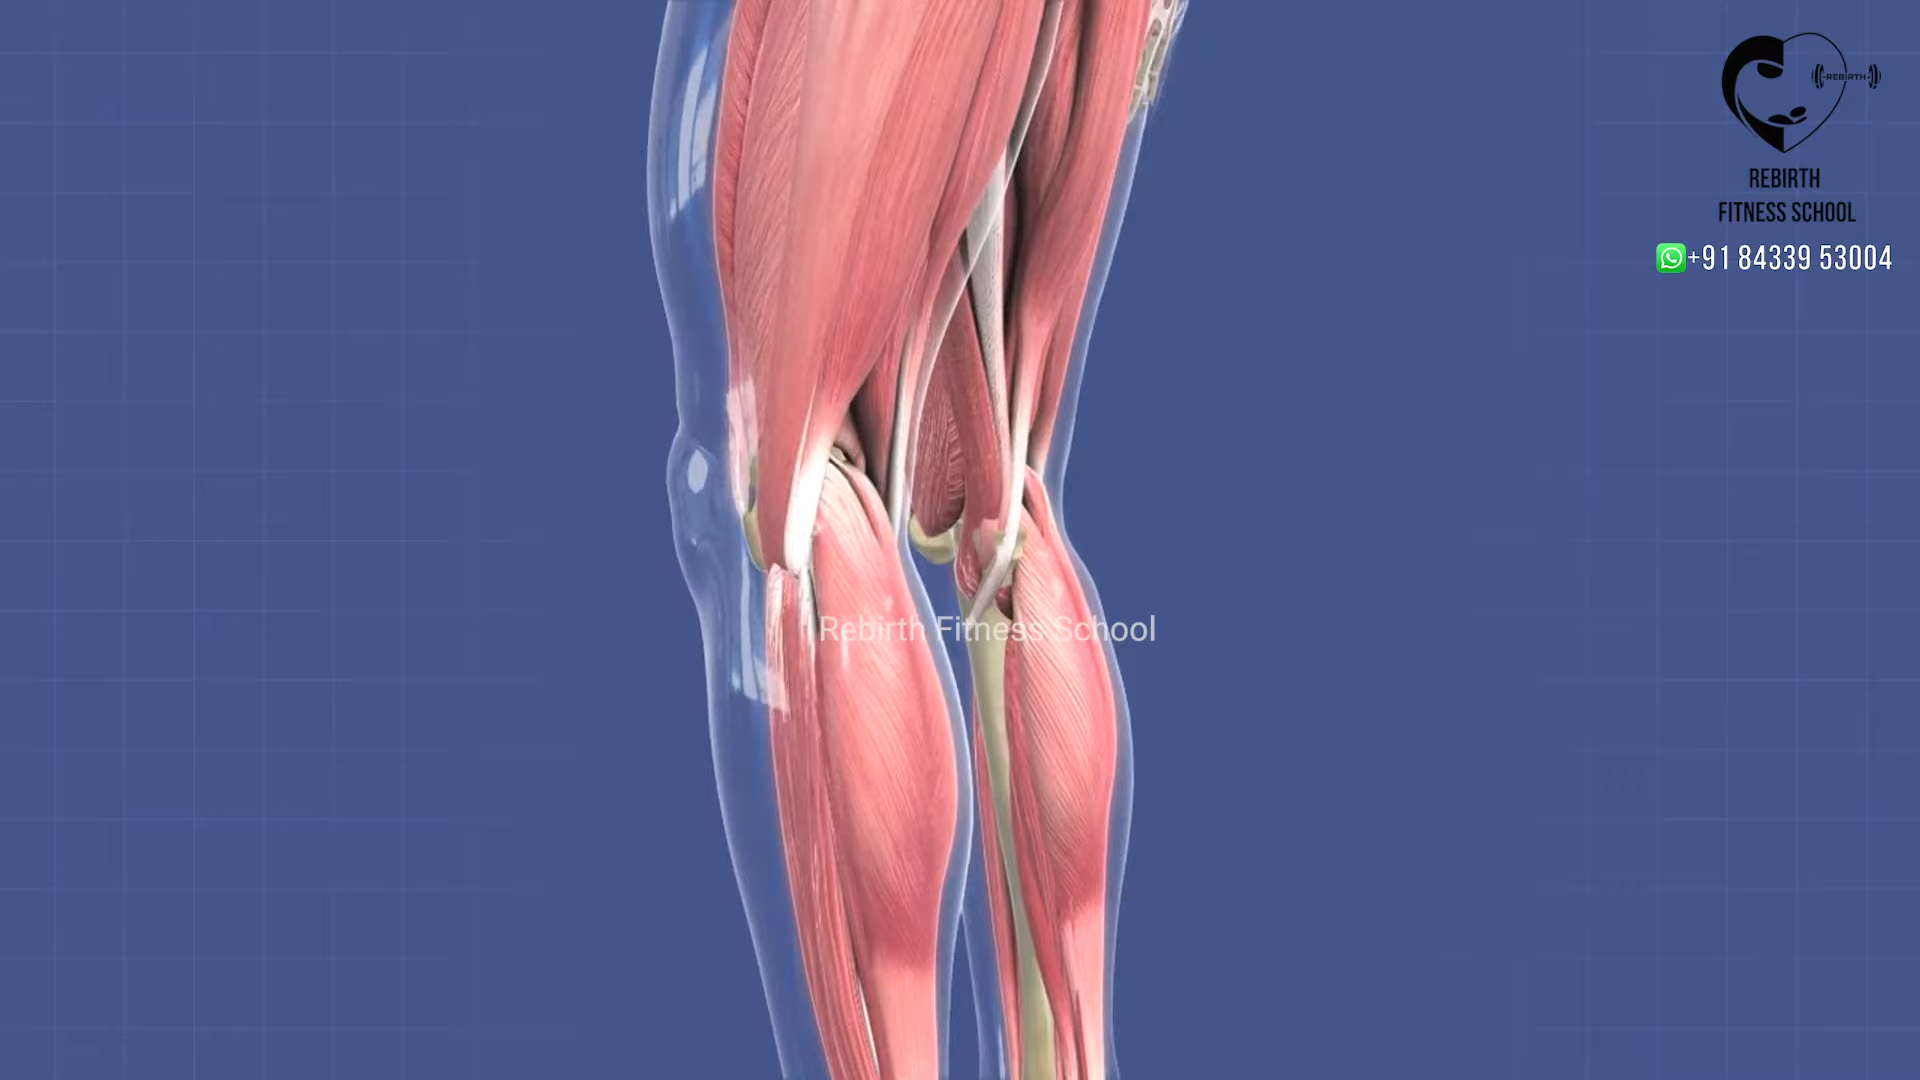 REBIRTH
REBIRTH
FITNESS SCHOOL
+91 84339 53004
Rebirth Fitness School